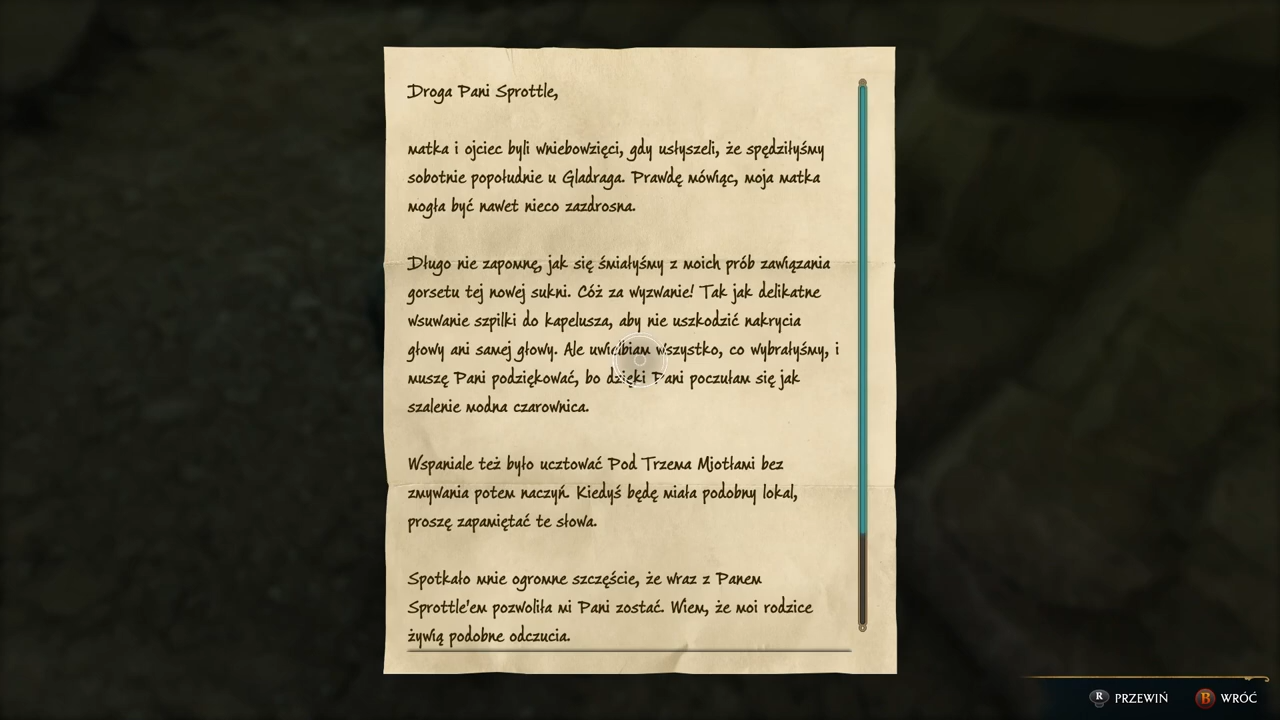 Droga Pani Sprottle,
matka i ojciec byli wniebowzięci, gdy usłyszeli, że spędziłyśmy
sobotnie popołudnie u Gladraga. Prawdę mówiąc, moja matka
mogła być nawet nieco zazdrosna.
Długo nie zapomnę, jak się śmiałyśmy z moich prób zawiązania
gorsetu tej nowej sukni. Cóż za wyzwanie! Tak jak delikatne
wsuwanie szpilki do kapelusza, aby nie uszkodzić nakrycia
głowy ani samej głowy. Ale uwielbiam wszystko, co wybrałyśmy, i
muszę Pani podziękować, bo dzięki Pani poczułam się jak
szalenie modna czarownica.
Wspaniale też było ucztować Pod Trzema Miotłami bez
zmywania potem naczyń. Kiedyś będę miała podobny lokal,
proszę zapamiętać te słowa.
Spotkało mnie ogromne szczęście, że wraz z Panem
Sprottle'em pozwoliła mi Pani zostać. Wiem, że moi rodzice
żywią podobne odczucia.
R PRZEWIŃ B WRÓĆ